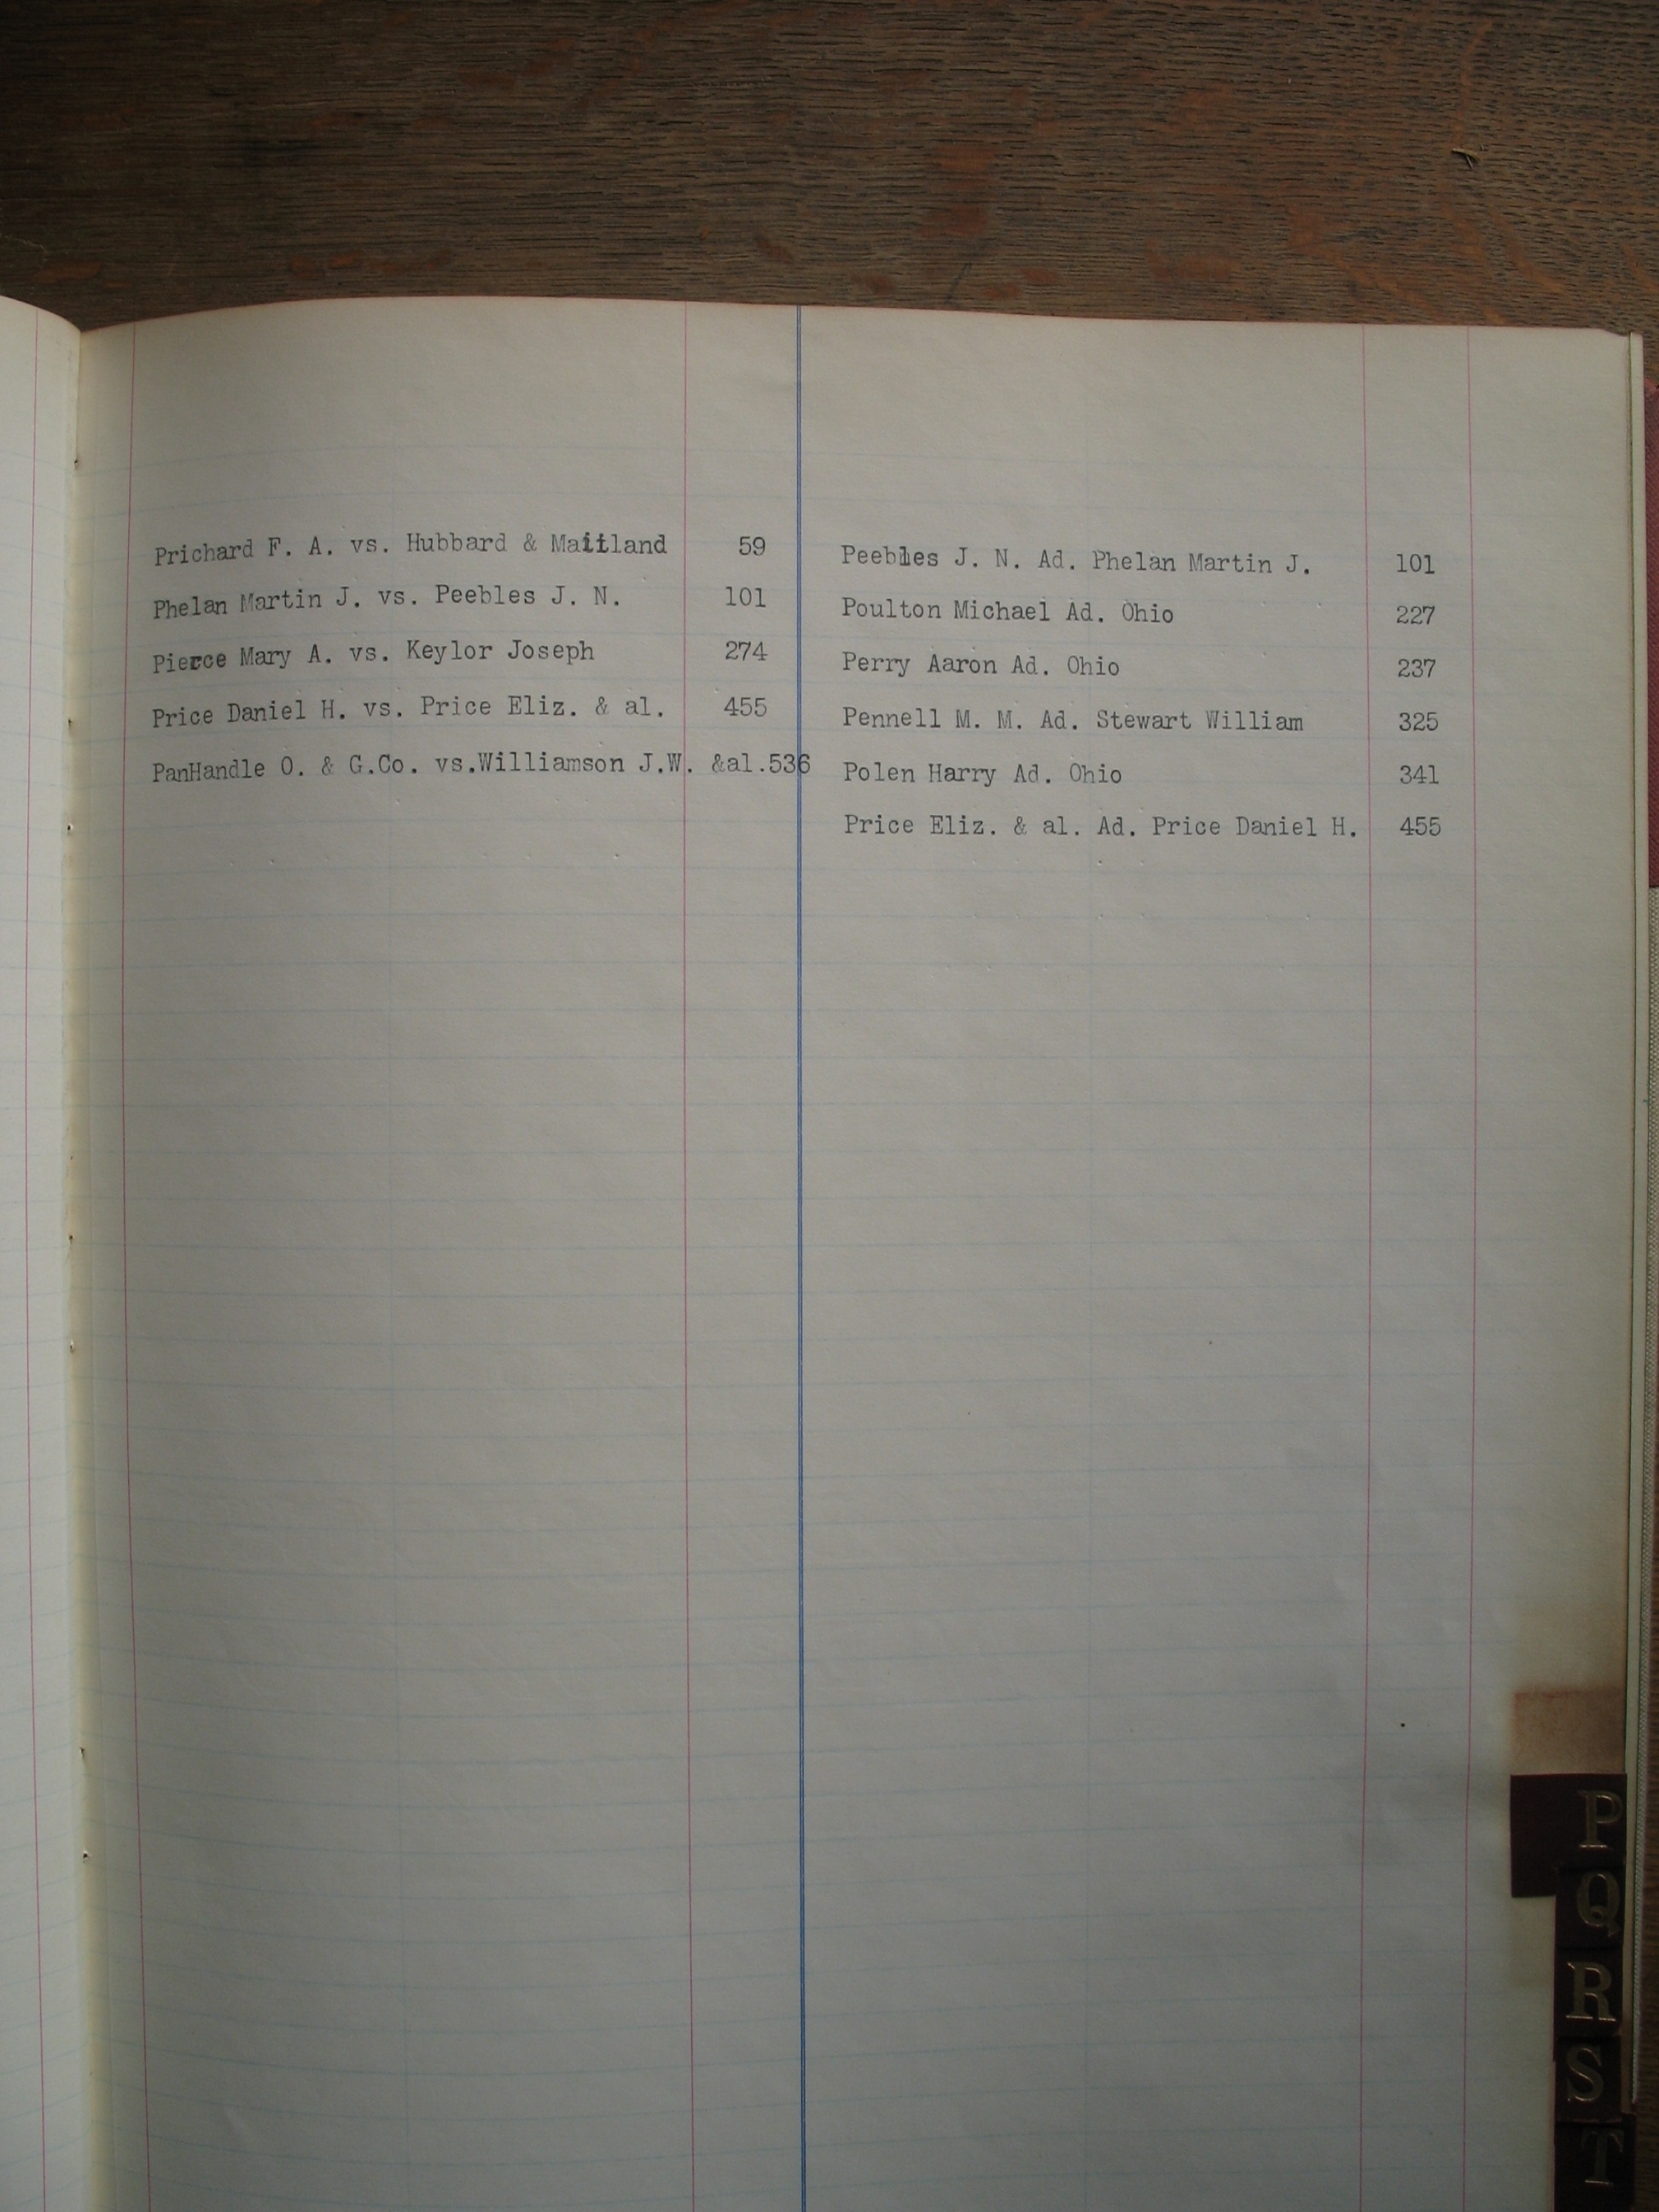 Prichard F. A. vs. Hubbard & Maitland 59
Phelan Martin J. vs. Peebles J. N. 101
Pierce Mary A. vs. Keylor Joseph 274
Price Daniel H. vs. Price Eliz. & al. 455
PanHandle O. & G.Co. vs.Williamson J.W. &al.536
Peebles J. N. Ad. Phelan Martin J. 101
Poulton Michael Ad. Ohio 227
Perry Aaron Ad. Ohio 237
Pennell M. M. Ad. Stewart William 325
Polen Harry Ad. Ohio 341
Price Eliz. & al. Ad. Price Daniel H. 455
P
Q
R
S
T